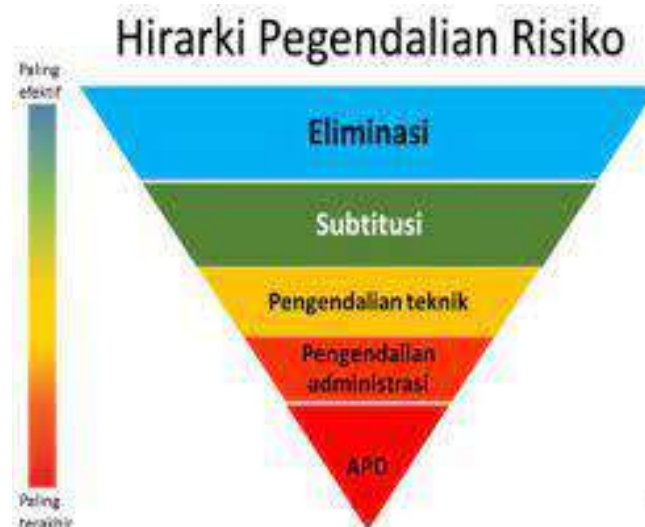 Hirarki Pegendalian Risiko
Paling
efektif
Eliminasi
Subtitusi
Pengendalian teknik
Pengendalian
administrasi
APD
Paling
terakhir